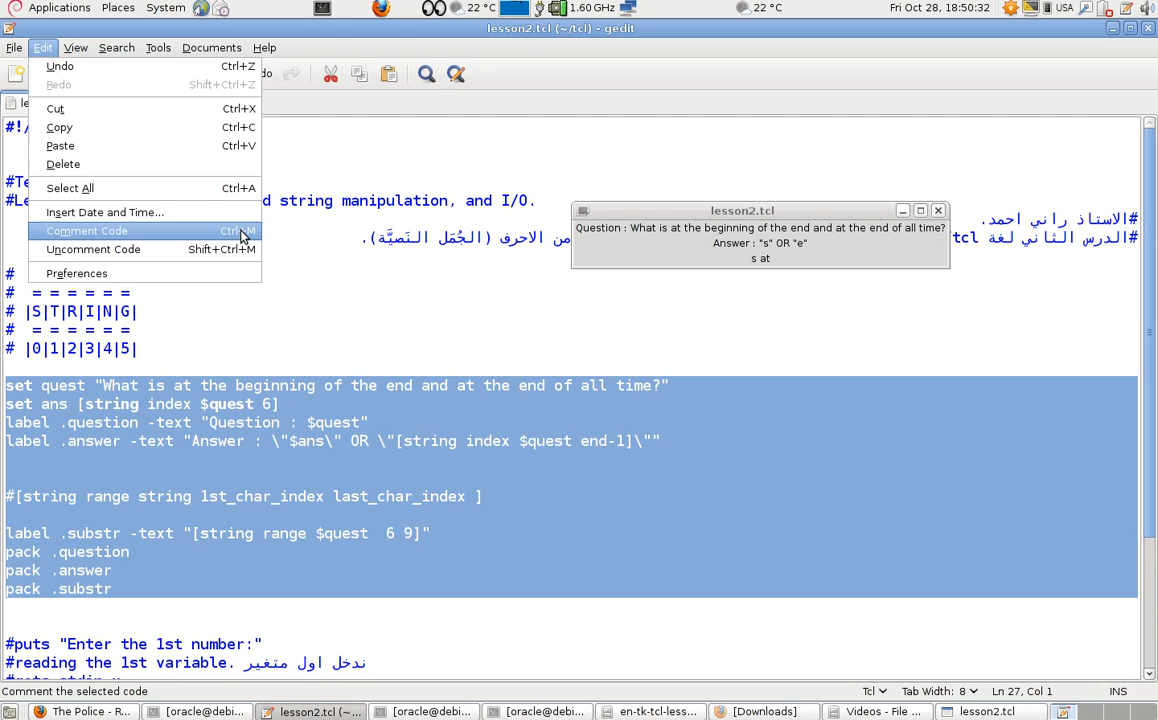 Applications Places System 22 °C 1.60 GHz 22 °C USA Fri Oct 28, 18:50:32
lesson2.tcl (~/tcl) - gedit
File Edit View Search Tools Documents Help
Undo Ctrl+Z
Redo Shift+Ctrl+Z
Cut Ctrl+X
Copy Ctrl+C
Paste Ctrl+V
Delete
Select All Ctrl+A
Insert Date and Time...
Comment Code Ctrl+M
Uncomment Code Shift+Ctrl+M
Preferences
#!/
#Te
#Le d string manipulation, and I/O.
#الاستاذ راني احمد.
#الدرس الثاني لغة tcl من الاحرف (الجُمَل النَصيَّة).
#
# = = = = = =
# |S|T|R|I|N|G|
# = = = = = =
# |0|1|2|3|4|5|
set quest "What is at the beginning of the end and at the end of all time?"
set ans [string index $quest 6]
label .question -text "Question : $quest"
label .answer -text "Answer : \"$ans\" OR \"[string index $quest end-1]\""
#[string range string 1st_char_index last_char_index ]
label .substr -text "[string range $quest  6 9]"
pack .question
pack .answer
pack .substr
#puts "Enter the 1st number:"
#reading the 1st variable. ندخل اول متغير
lesson2.tcl
Question : What is at the beginning of the end and at the end of all time?
Answer : "s" OR "e"
s at
Comment the selected code Tcl Tab Width: 8 Ln 27, Col 1 INS
The Police - R... [oracle@debi... lesson2.tcl (~... [oracle@debi... [oracle@debi... en-tk-tcl-less... [Downloads] Videos - File ... lesson2.tcl